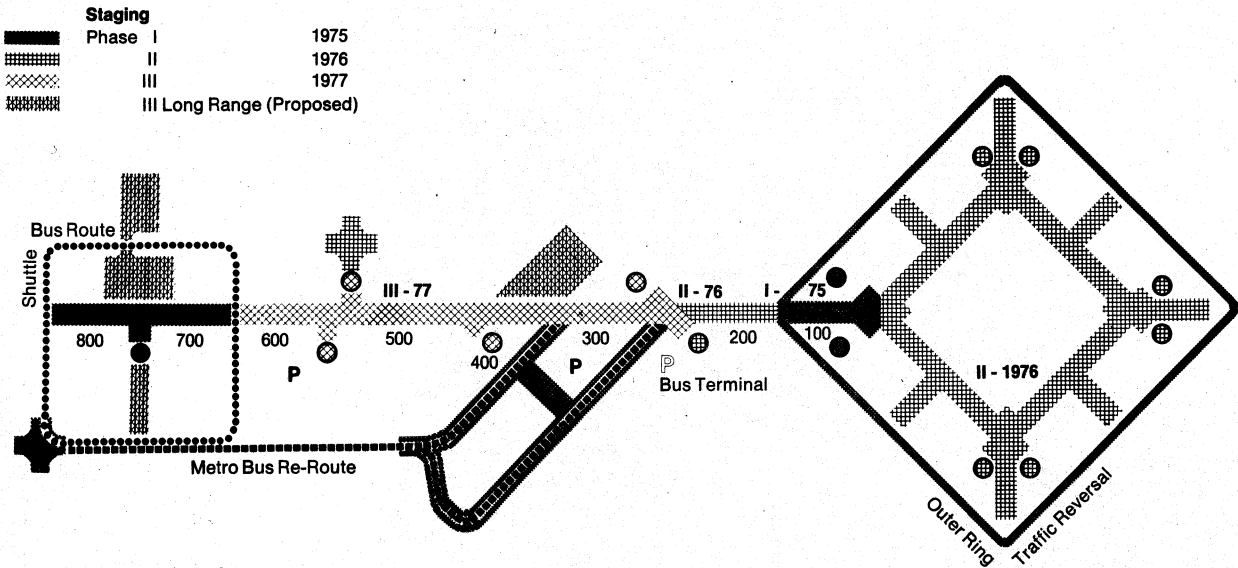 Staging
Phase I 1975
II 1976
III 1977
III Long Range (Proposed)
Bus Route
Shuttle
III - 77
II - 76
I - 75
800
700
600
500
400
300
200
100
P
P
P
Bus Terminal
II - 1976
Metro Bus Re-Route
Outer Ring
Traffic Reversal